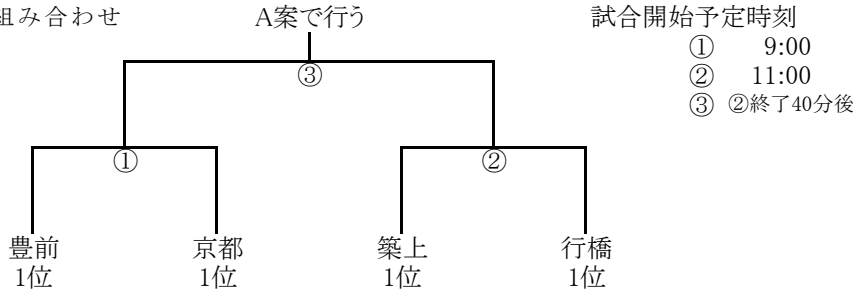 組み合わせ
A案で行う
試合開始予定時刻
① 9:00
② 11:00
③ ②終了40分後
③
①
②
豊前
1位
京都
1位
築上
1位
行橋
1位